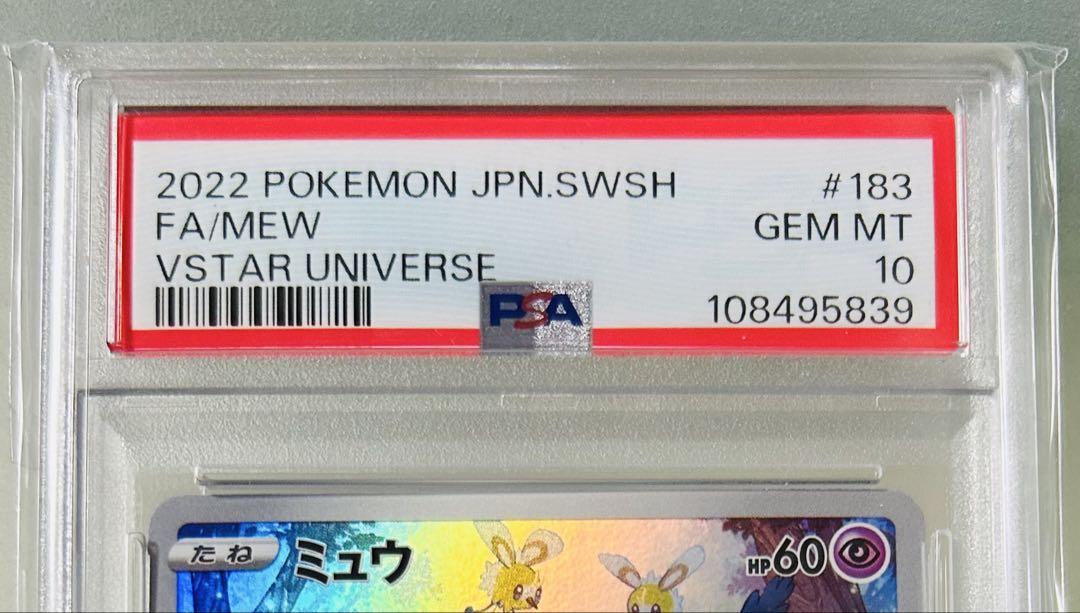 2022 POKEMON JPN.SWSH #183
FA/MEW GEM MT
VSTAR UNIVERSE 10
PSA 108495839
たね ミュウ HP60